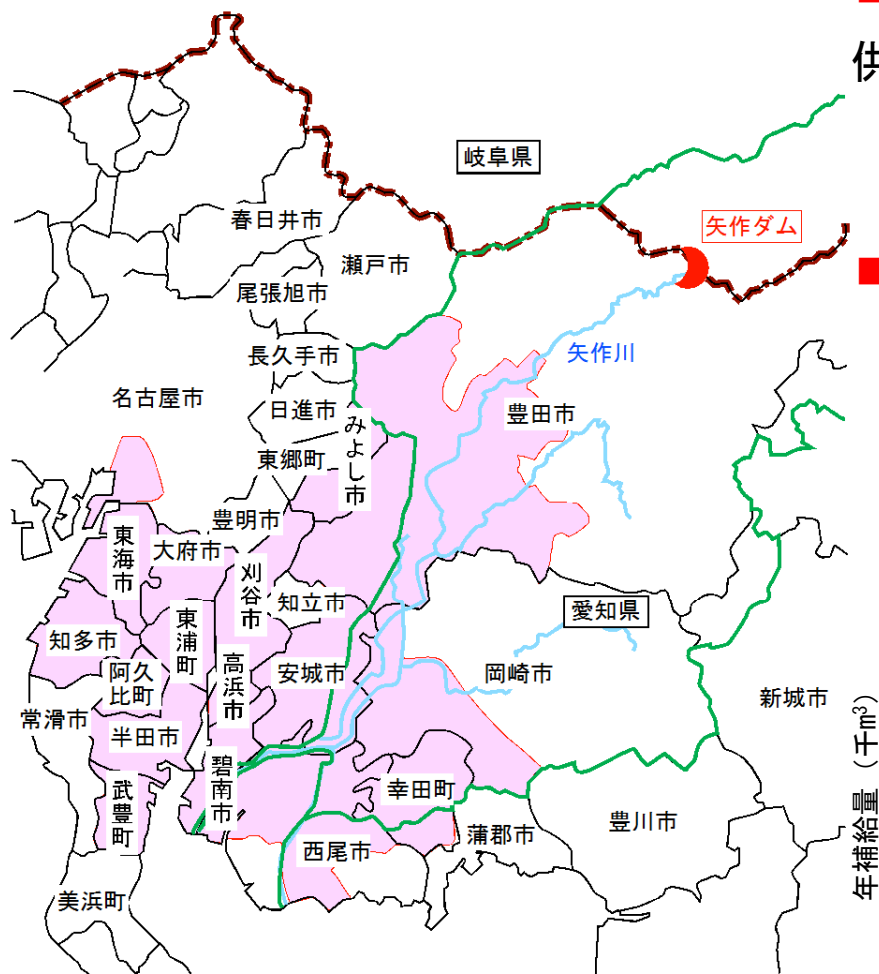 供
岐阜県
春日井市
矢作ダム
瀬戸市
尾張旭市
長久手市
矢作川
名古屋市
日進市
みよし市
豊田市
東郷町
豊明市
東海市
大府市
刈谷市
知立市
愛知県
知多市
東浦町
阿久
比町
高浜市
安城市
岡崎市
新城市
常滑市
半田市
碧南市
武豊町
幸田町
西尾市
蒲郡市
豊川市
美浜町
年補給量（千m³）